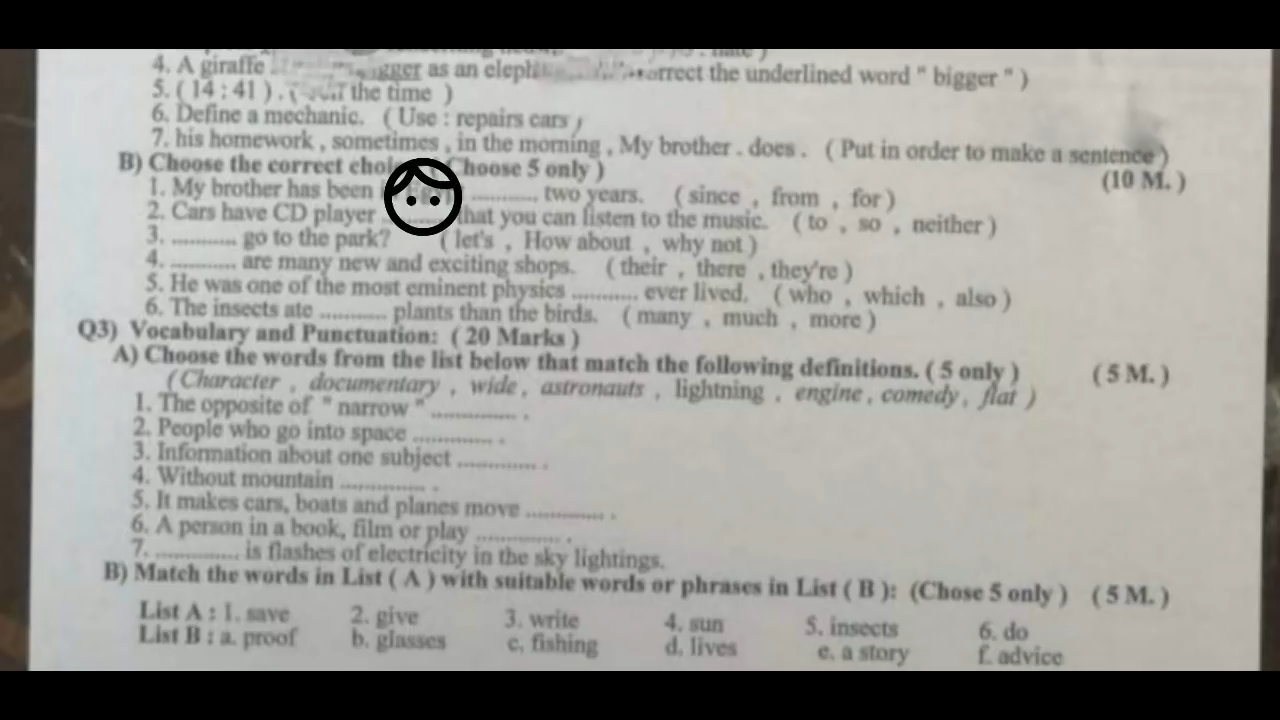 4. A giraffe as an correct the underlined word " bigger " )
5. ( 14 : 41 ) . ( the time )
6. Define a mechanic. ( Use : repairs cars )
7. his homework , sometimes , in the morning , My brother . does . ( Put in order to make a sentence )
B) Choose the correct Choose 5 only ) (10 M. )
1. My brother has been ........... two years. ( since , from , for )
2. Cars have CD player ........... that you can listen to the music. ( to , so , neither )
3. ........... go to the park? ( let's , How about , why not )
4. ........... are many new and exciting shops. ( their , there , they're )
5. He was one of the most eminent physics ........... ever lived. ( who , which , also )
6. The insects ate ........... plants than the birds. ( many , much , more )
Q3) Vocabulary and Punctuation: ( 20 Marks )
A) Choose the words from the list below that match the following definitions. ( 5 only ) ( 5 M. )
(Character , documentary , wide , astronauts , lightning , engine , comedy , flat )
1. The opposite of " narrow " .............. .
2. People who go into space .............. .
3. Information about one subject .............. .
4. Without mountain .............. .
5. It makes cars, boats and planes move .............. .
6. A person in a book, film or play .............. .
7. .............. is flashes of electricity in the sky lightings.
B) Match the words in List ( A ) with suitable words or phrases in List ( B ): (Chose 5 only ) ( 5 M. )
List A : 1. save 2. give 3. write 4. sun 5. insects 6. do
List B : a. proof b. glasses c. fishing d. lives e. a story f. advice